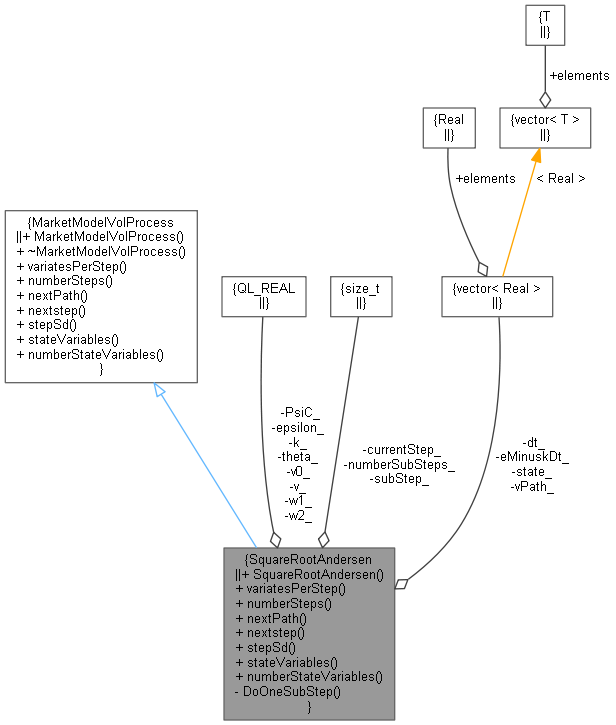 {T
||}
+elements
{Real
||}
{vector< T >
||}
+elements
< Real >
{MarketModelVolProcess
||+ MarketModelVolProcess()
+ ~MarketModelVolProcess()
+ variatesPerStep()
+ numberSteps()
+ nextPath()
+ nextstep()
+ stepSd()
+ stateVariables()
+ numberStateVariables()
}
{QL_REAL
||}
{size_t
||}
{vector< Real >
||}
-PsiC_
-epsilon_
-k_
-theta_
-v0_
-v_
-w1_
-w2_
-currentStep_
-numberSubSteps_
-subStep_
-dt_
-eMinuskDt_
-state_
-vPath_
{SquareRootAndersen
||+ SquareRootAndersen()
+ variatesPerStep()
+ numberSteps()
+ nextPath()
+ nextstep()
+ stepSd()
+ stateVariables()
+ numberStateVariables()
- DoOneSubStep()
}